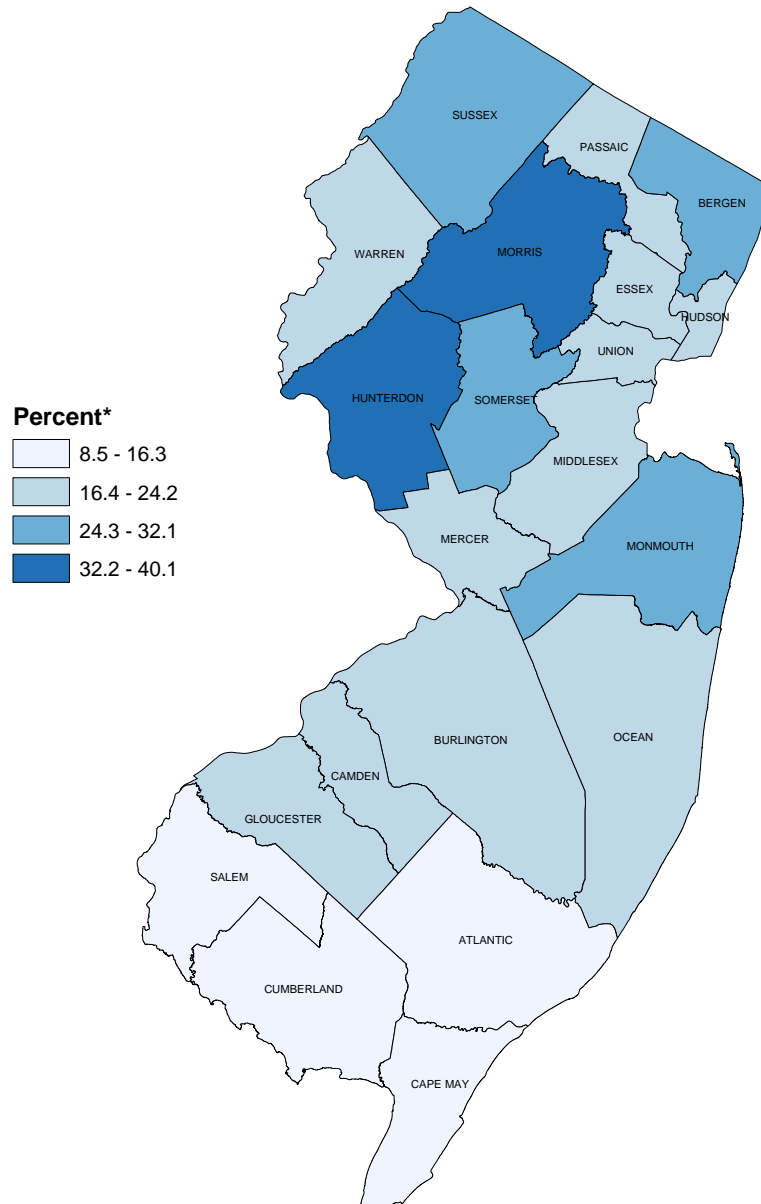 SUSSEX
PASSAIC
BERGEN
WARREN
MORRIS
ESSEX
HUDSON
UNION
HUNTERDON
SOMERSET
Percent*
8.5 - 16.3
16.4 - 24.2
24.3 - 32.1
32.2 - 40.1
MIDDLESEX
MERCER
MONMOUTH
OCEAN
BURLINGTON
CAMDEN
GLOUCESTER
SALEM
ATLANTIC
CUMBERLAND
CAPE MAY